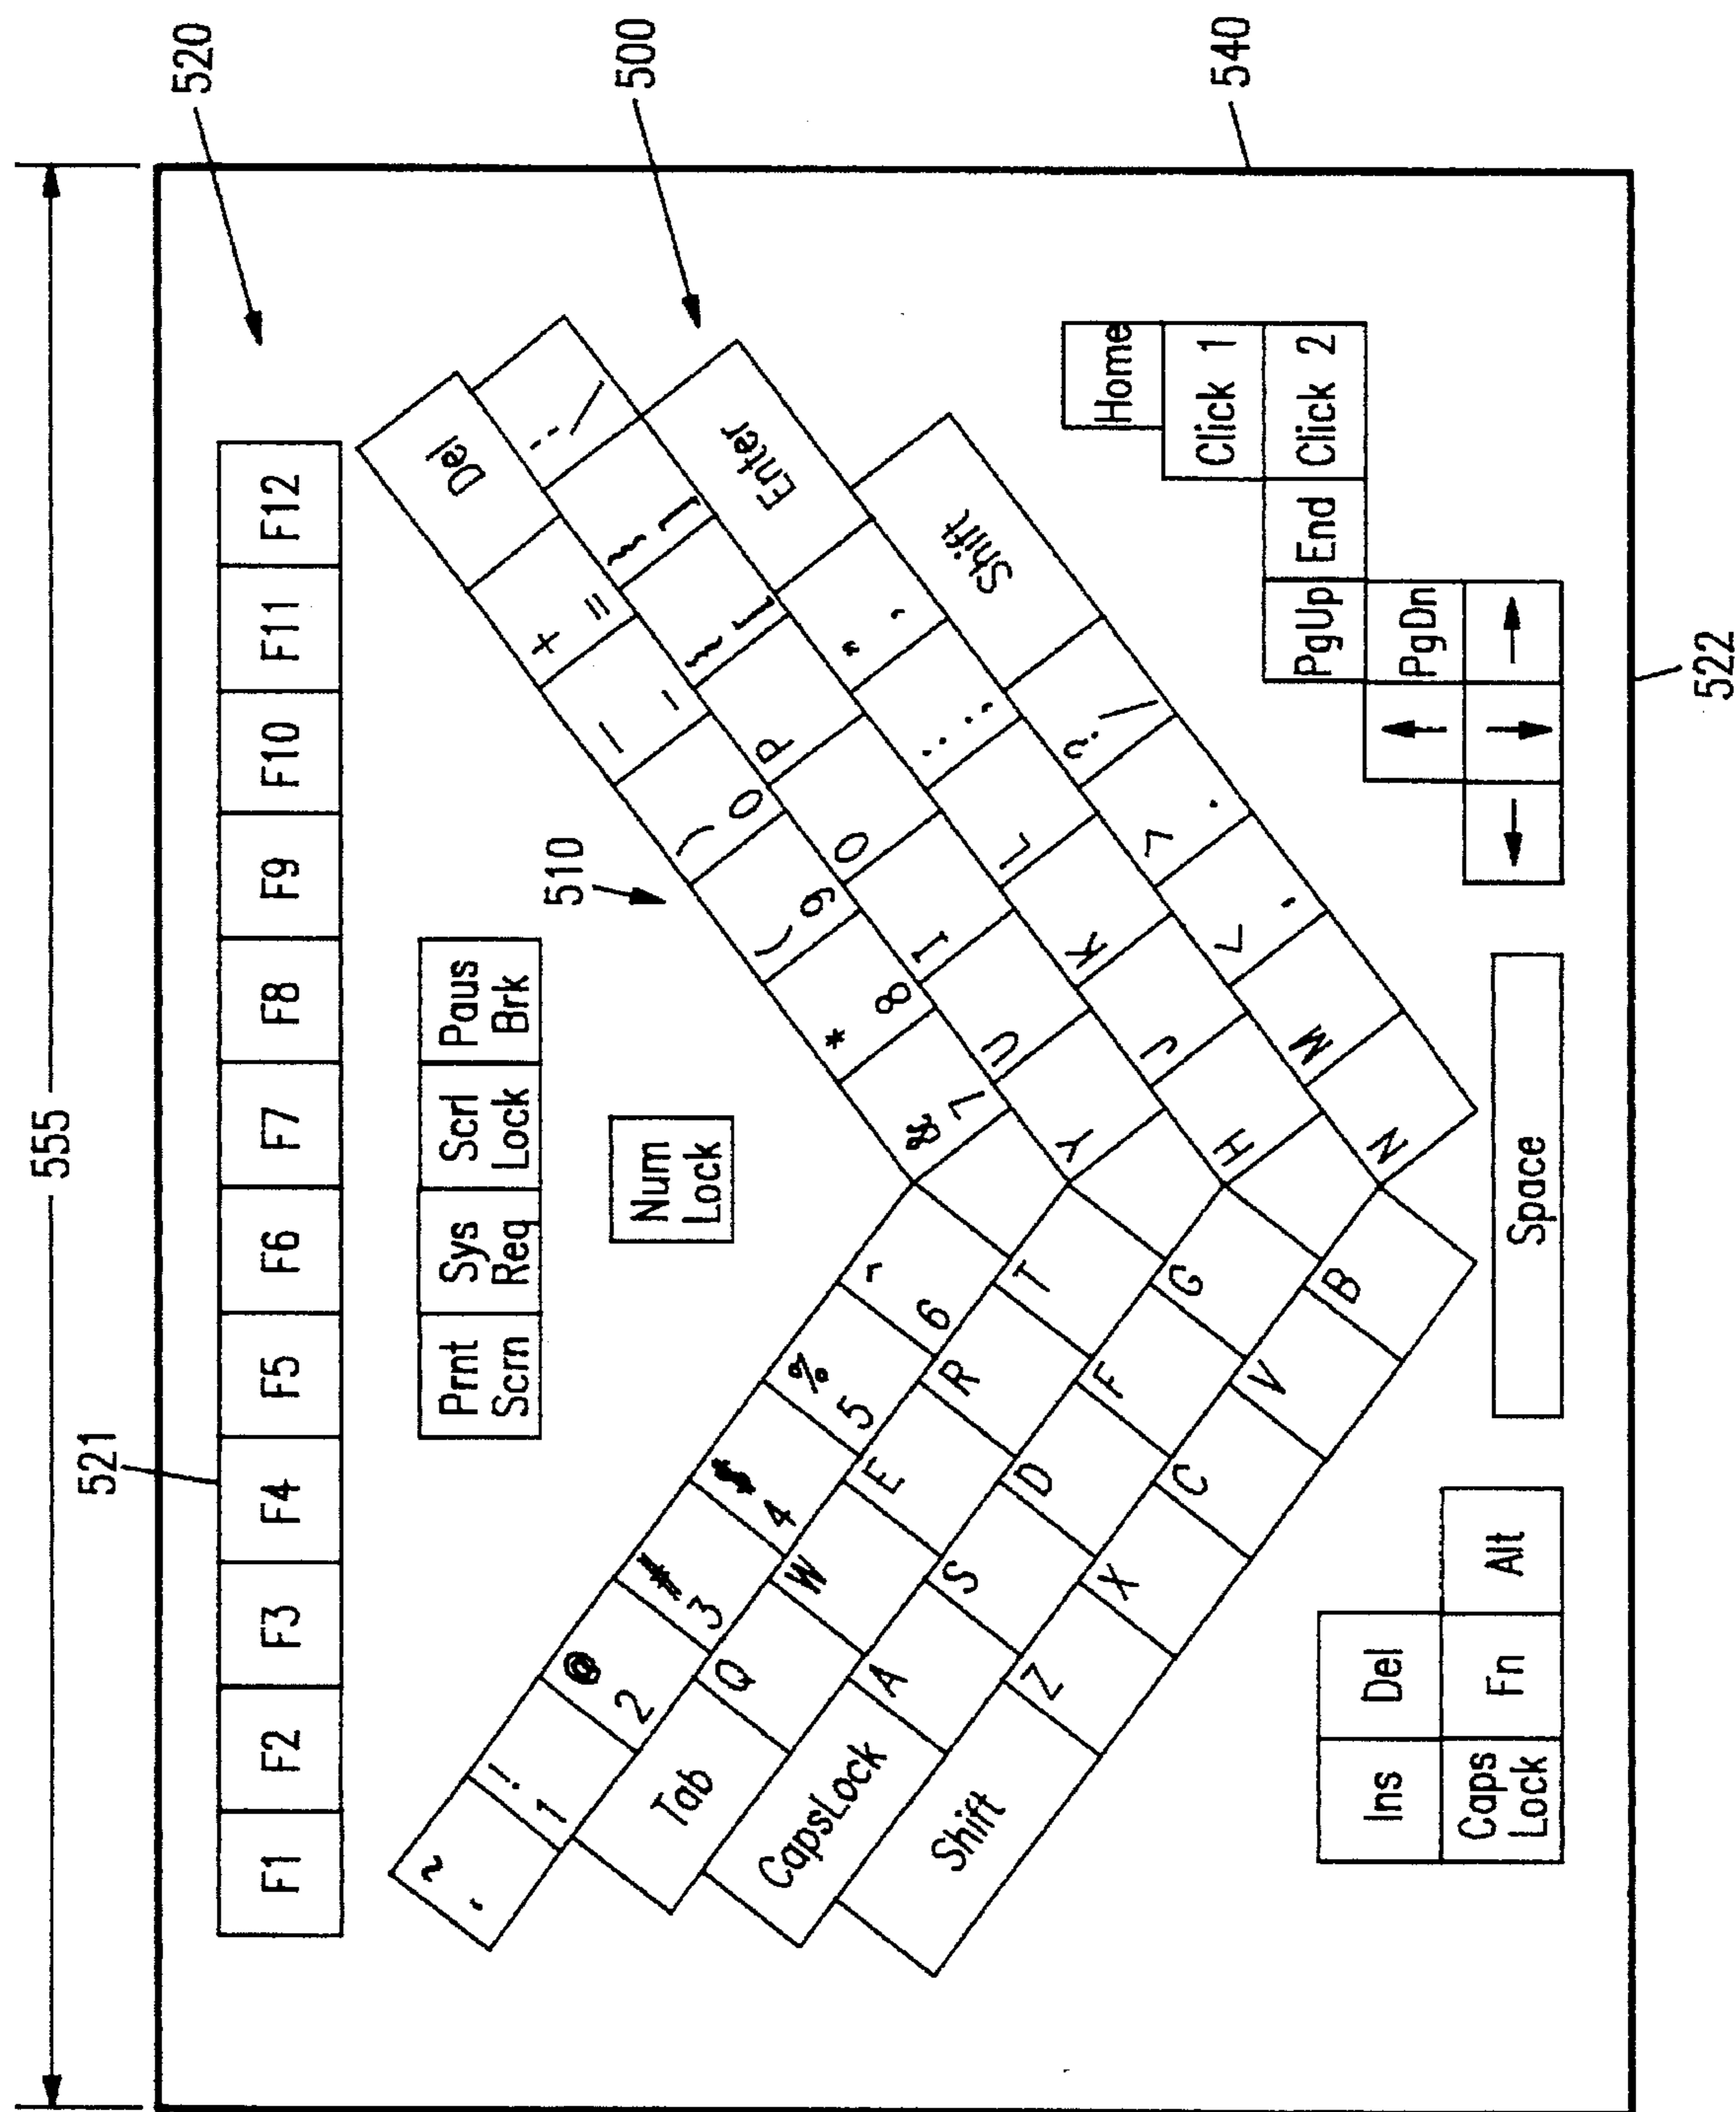 555
520
521
F1 F2 F3 F4 F5 F6 F7 F8 F9 F10 F11 F12
Prnt Scrn
Sys Req
Scrl Lock
Paus Brk
510
500
Num Lock
~ `
! 1
@ 2
# 3
$ 4
% 5
^ 6
& 7
* 8
( 9
) 0
_ -
+ =
Del
Tab Q W E R T
Y U I O P { [ } ] ¦ \
CapsLock A S D F G
H J K L : ; " ' Enter
Shift Z X C V B
N M < , > . ? / Shift
Home
Click 1
Click 2
End
PgUp
PgDn
↑
← ↓ →
Ins Del
Caps Lock Fn Alt
Space
540
522